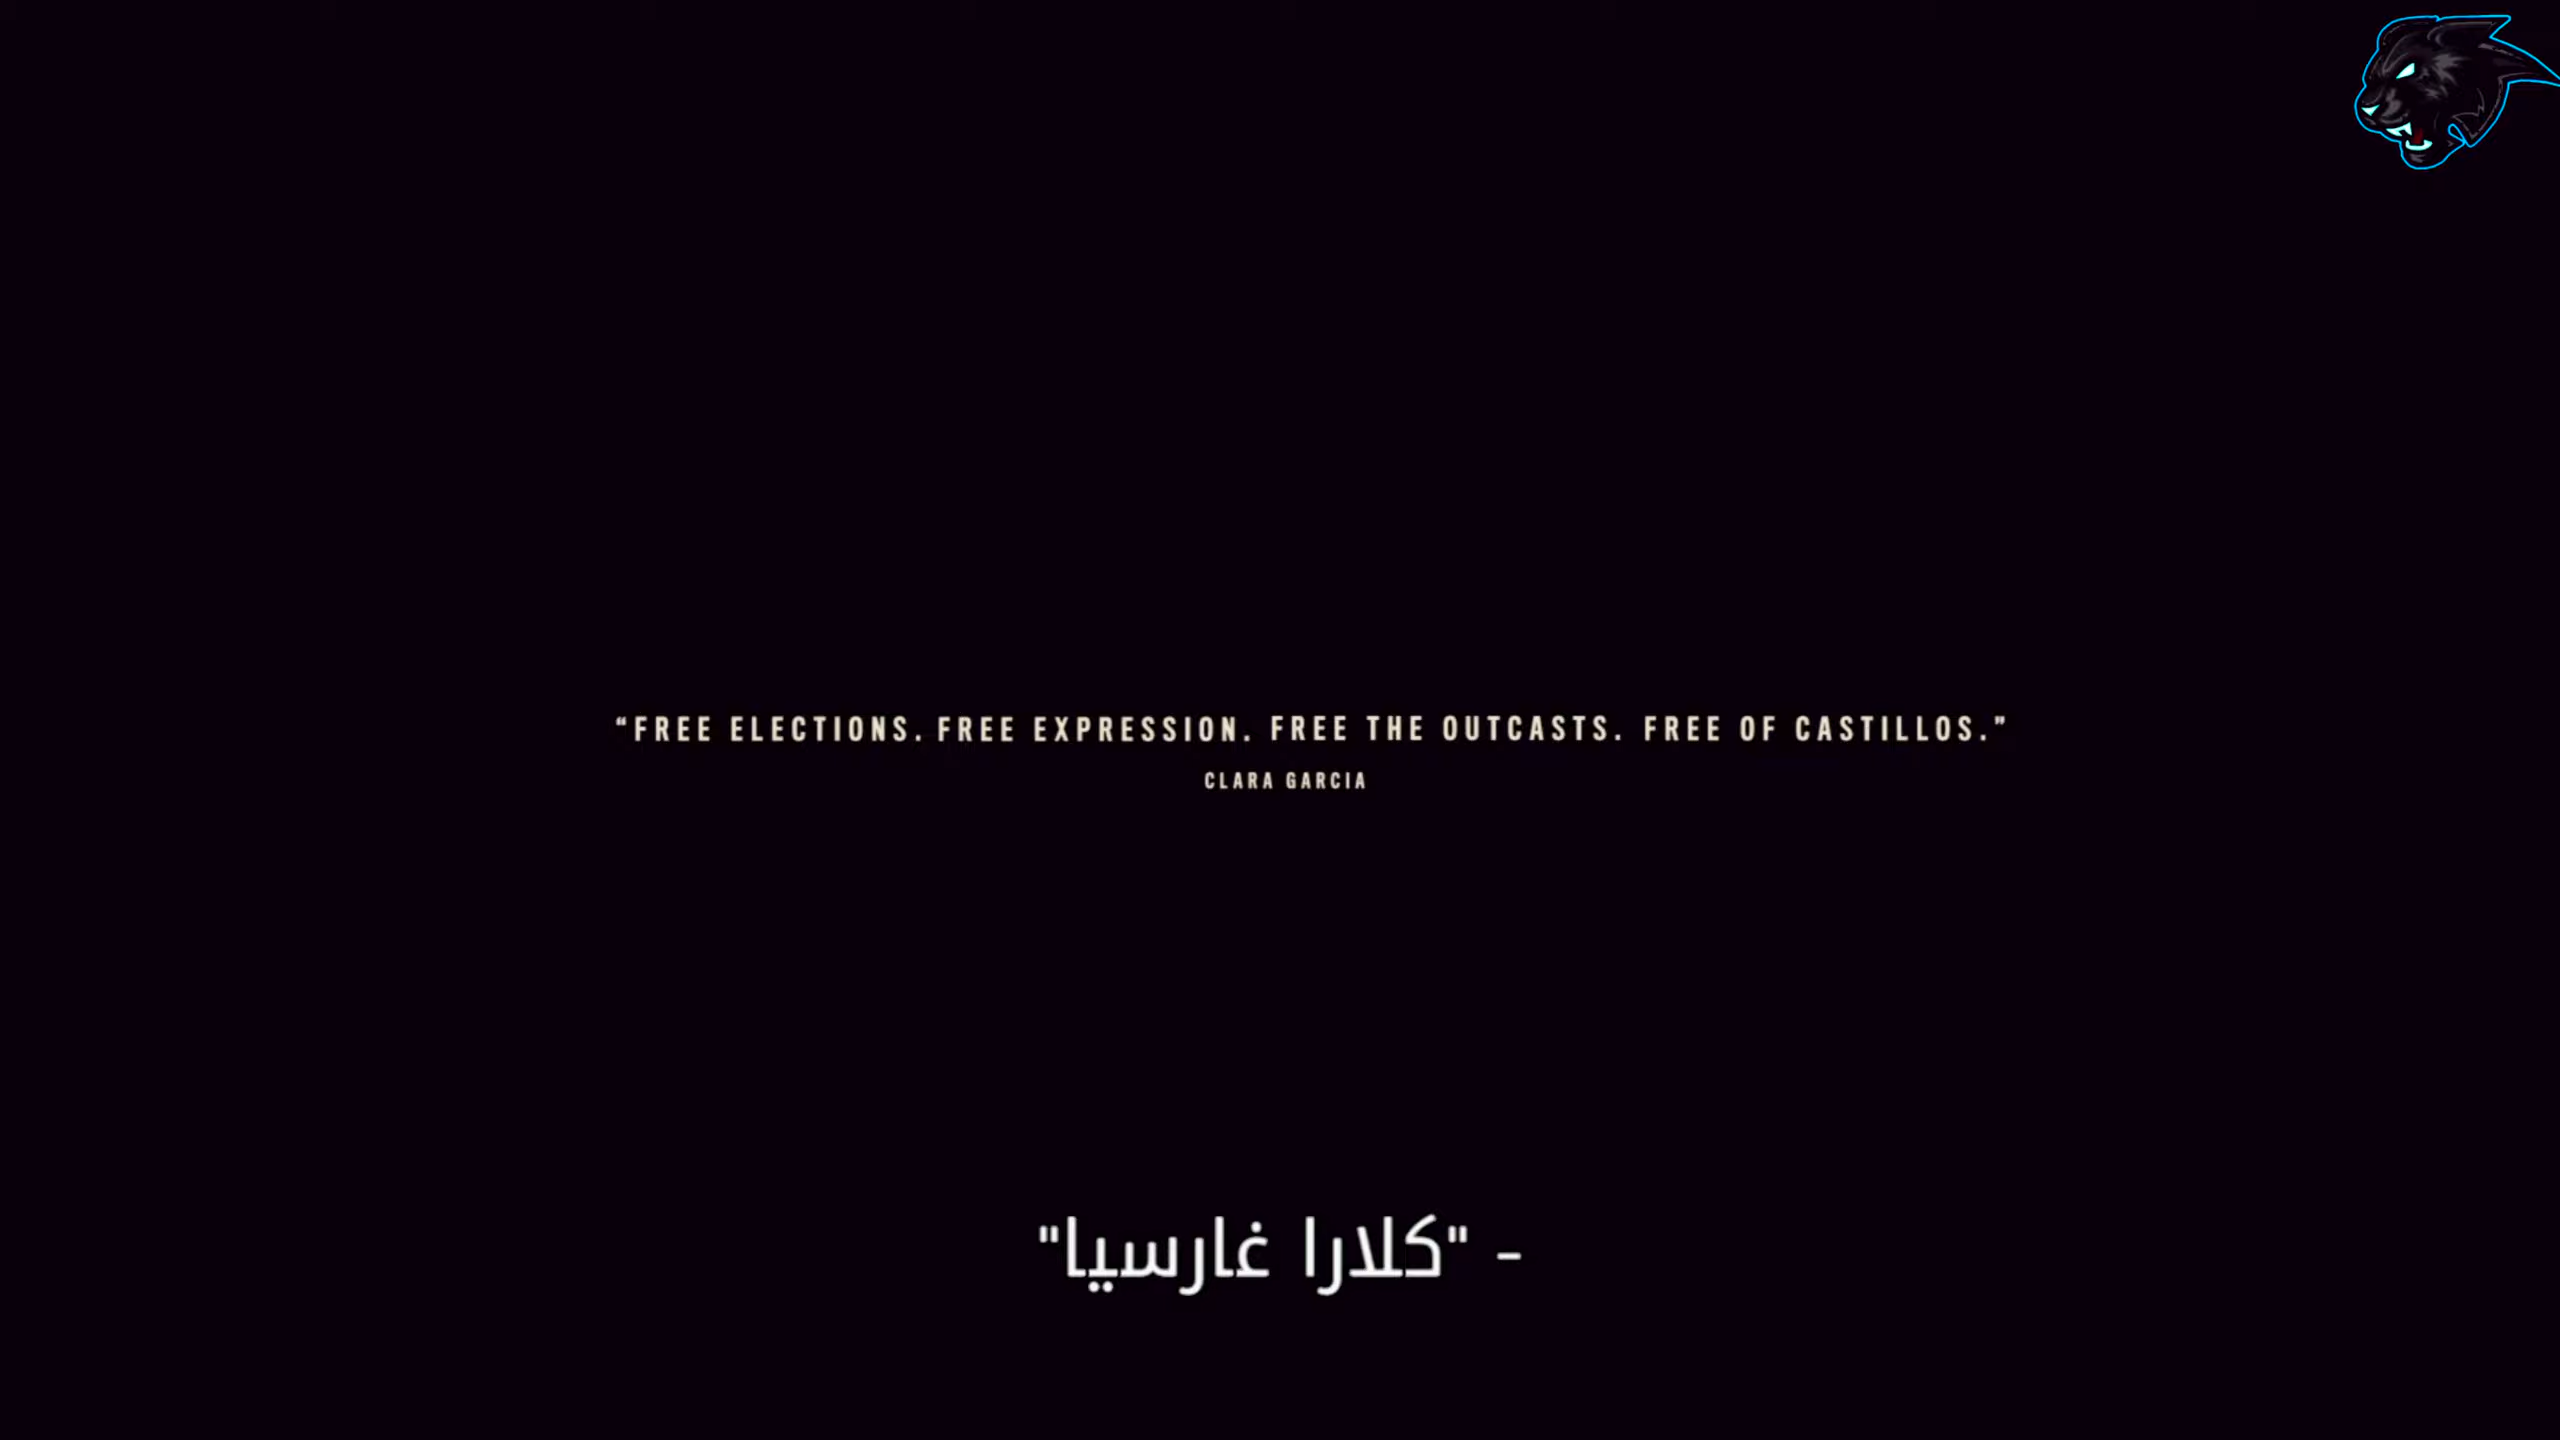 “FREE ELECTIONS. FREE EXPRESSION. FREE THE OUTCASTS. FREE OF CASTILLOS.”
CLARA GARCIA
- "كلارا غارسيا"